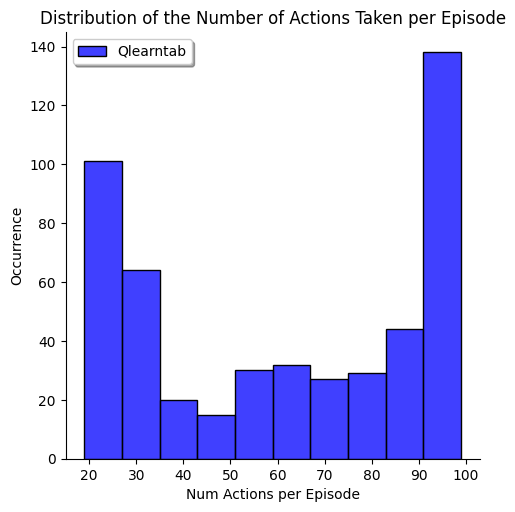 Distribution of the Number of Actions Taken per Episode
Qlearntab
140
120
100
80
60
40
20
0
Occurrence
20 30 40 50 60 70 80 90 100
Num Actions per Episode